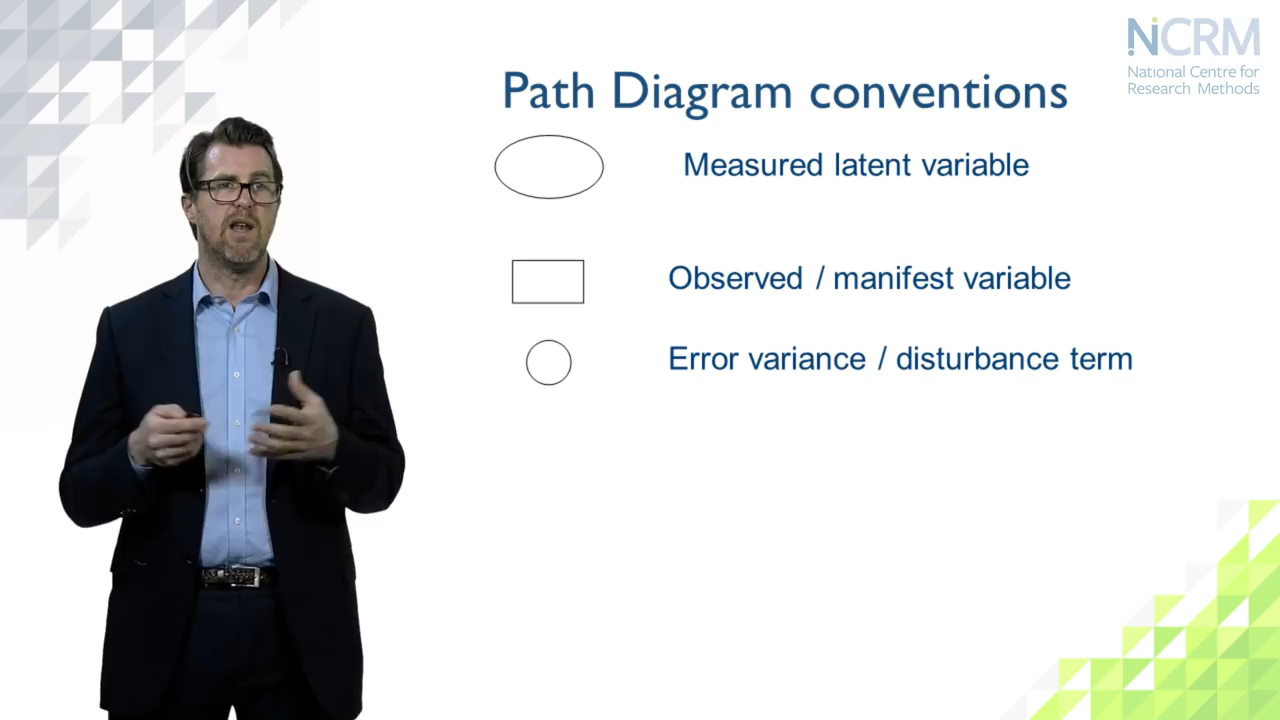 NCRM
National Centre for
Research Methods
Path Diagram conventions
Measured latent variable
Observed / manifest variable
Error variance / disturbance term